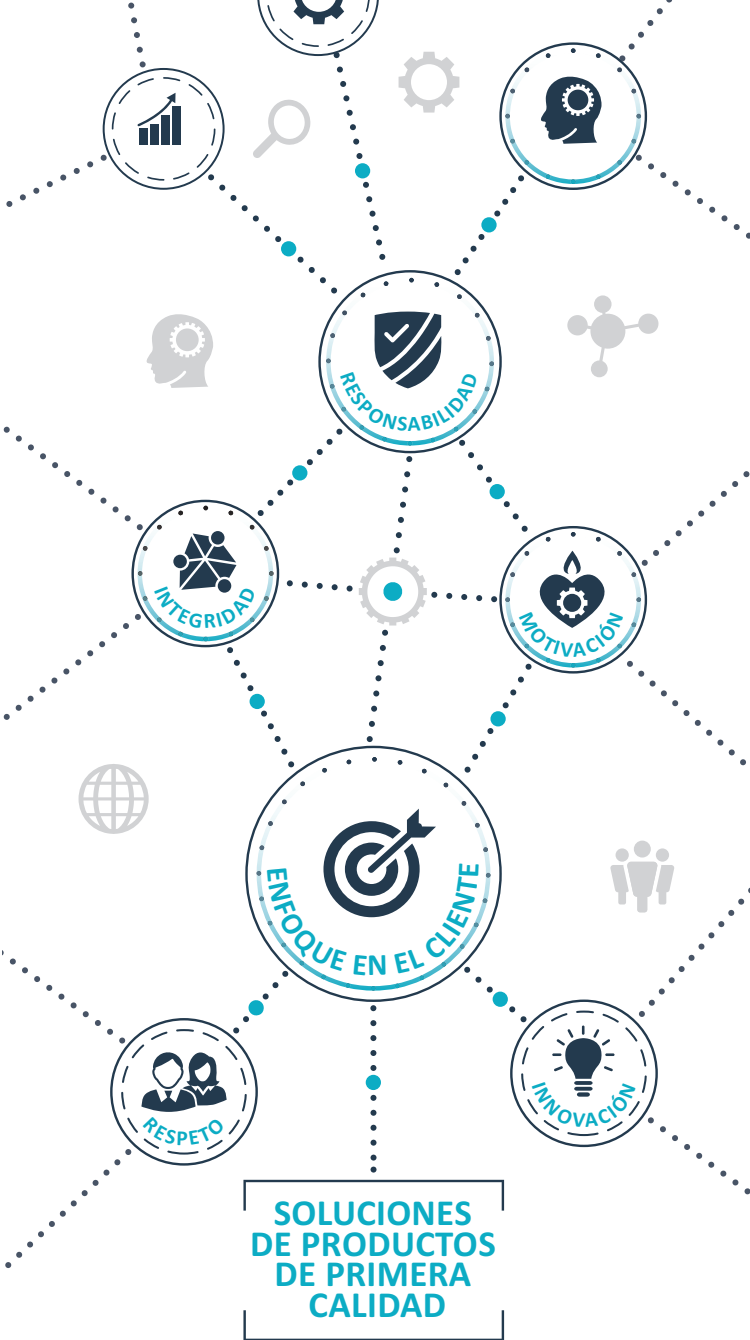 RESPONSABILIDAD
INTEGRIDAD
MOTIVACIÓN
ENFOQUE EN EL CLIENTE
RESPETO
INNOVACIÓN
SOLUCIONES
DE PRODUCTOS
DE PRIMERA
CALIDAD